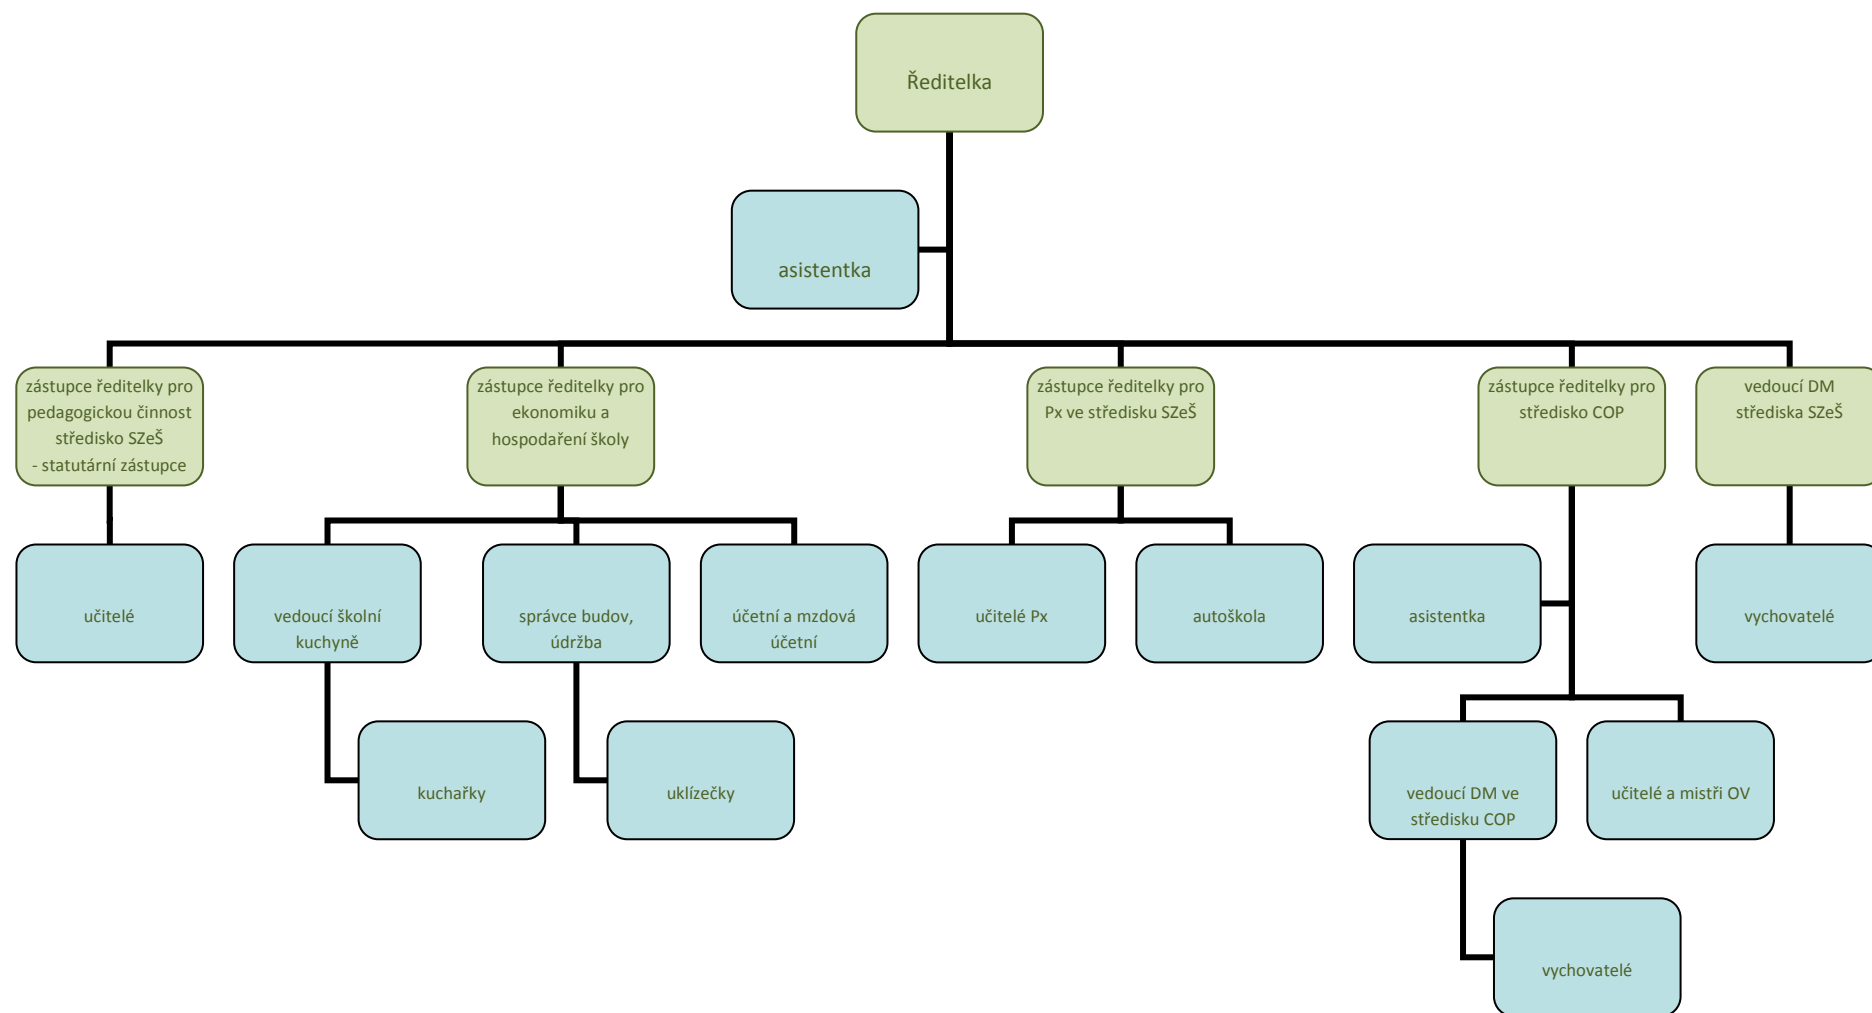 Ředitelka
asistentka
zástupce ředitelky pro
pedagogickou činnost
středisko SZeŠ
- statutární zástupce
zástupce ředitelky pro
ekonomiku a
hospodaření školy
zástupce ředitelky pro
Px ve středisku SZeŠ
zástupce ředitelky pro
středisko COP
vedoucí DM
střediska SZeŠ
učitelé
vedoucí školní
kuchyně
správce budov,
údržba
účetní a mzdová
účetní
učitelé Px
autoškola
asistentka
vychovatelé
kuchařky
uklízečky
vedoucí DM ve
středisku COP
učitelé a mistři OV
vychovatelé